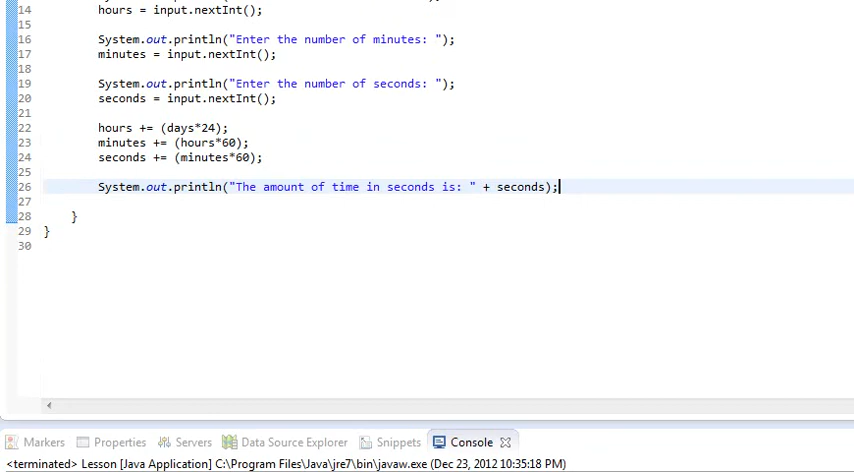 14 hours = input.nextInt();
15
16 System.out.println("Enter the number of minutes: ");
17 minutes = input.nextInt();
18
19 System.out.println("Enter the number of seconds: ");
20 seconds = input.nextInt();
21
22 hours += (days*24);
23 minutes += (hours*60);
24 seconds += (minutes*60);
25
26 System.out.println("The amount of time in seconds is: " + seconds);
27
28 }
29 }
30
Markers Properties Servers Data Source Explorer Snippets Console
<terminated> Lesson [Java Application] C:\Program Files\Java\jre7\bin\javaw.exe (Dec 23, 2012 10:35:18 PM)